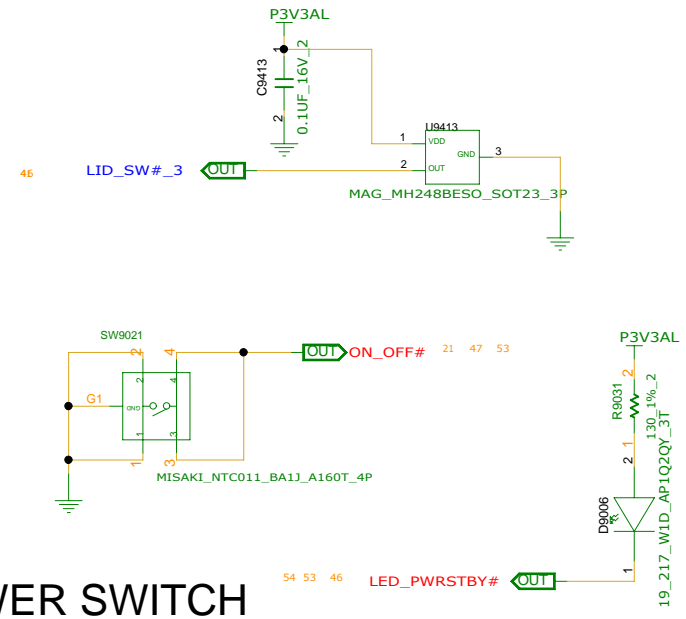 P3V3AL
1
C9413
2
0.1UF_16V_2
U9413
1
VDD
GND
3
46
LID_SW#_3
OUT
2
OUT
MAG_MH248BESO_SOT23_3P
SW9021
2
4
OUT
ON_OFF#
21 47 53
P3V3AL
G1
2
4
GND
1
3
1
3
MISAKI_NTC011_BA1J_A160T_4P
2
R9031
130_1%_2
1
2
D9006
19_217_W1D_AP1Q2QY_3T
1
54 53 46
LED_PWRSTBY#
OUT
WER SWITCH